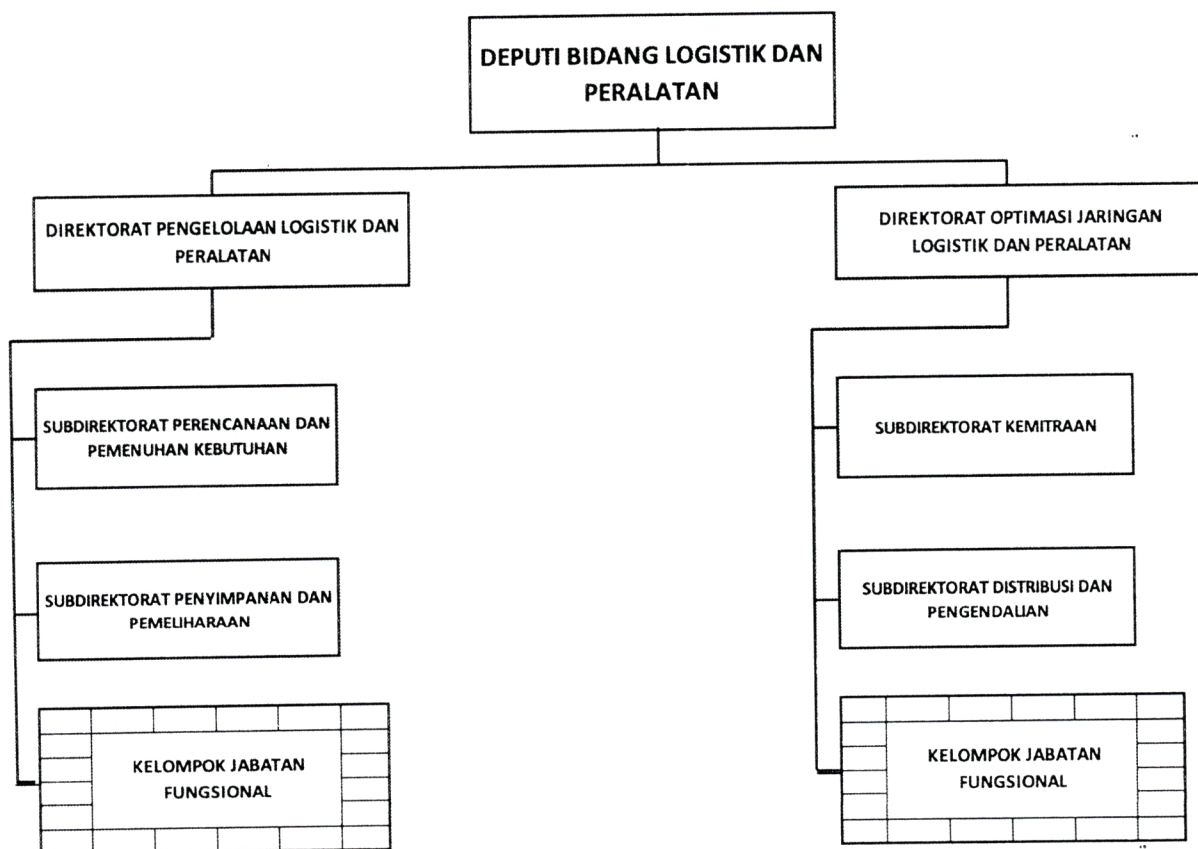 DEPUTI BIDANG LOGISTIK DAN
PERALATAN
DIREKTORAT PENGELOLAAN LOGISTIK DAN
PERALATAN
DIREKTORAT OPTIMASI JARINGAN
LOGISTIK DAN PERALATAN
SUBDIREKTORAT PERENCANAAN DAN
PEMENUHAN KEBUTUHAN
SUBDIREKTORAT KEMITRAAN
SUBDIREKTORAT PENYIMPANAN DAN
PEMELIHARAAN
SUBDIREKTORAT DISTRIBUSI DAN
PENGENDALIAN
KELOMPOK JABATAN
FUNGSIONAL
KELOMPOK JABATAN
FUNGSIONAL